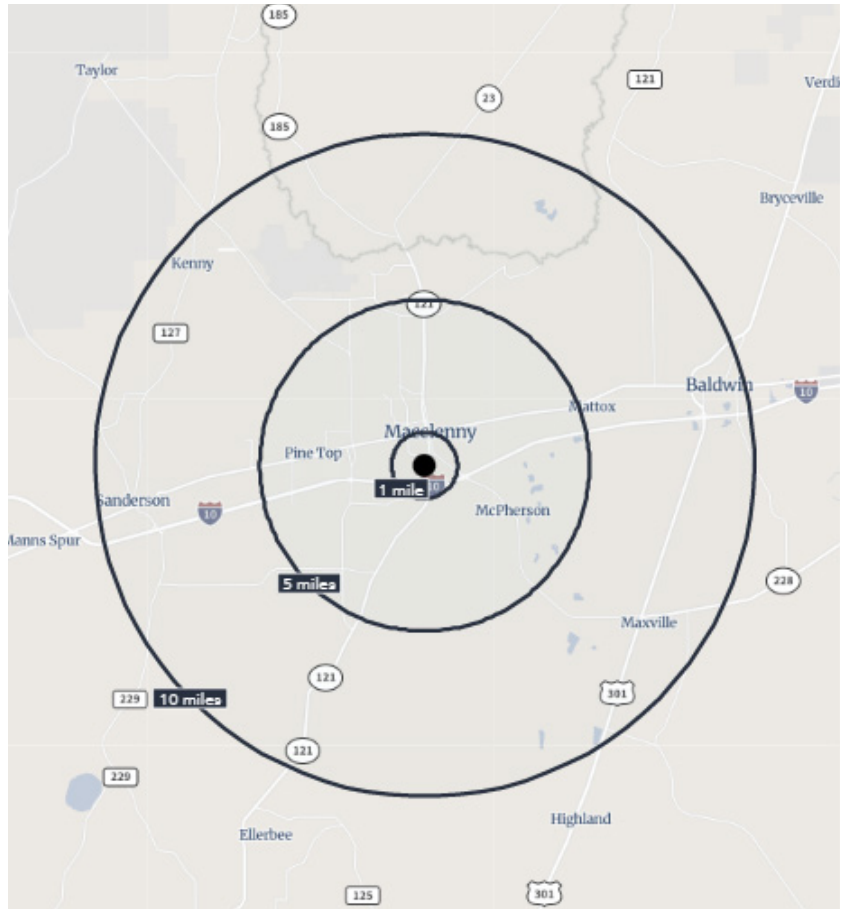 185
Taylor
121
Verdi
23
185
Bryceville
Kenny
121
127
Baldwin
10
Mattox
Macclenny
Pine Top
10
1 mile
Sanderson
McPherson
10
Manns Spur
5 miles
228
Maxville
121
301
229
10 miles
121
229
Highland
Ellerbee
125
301